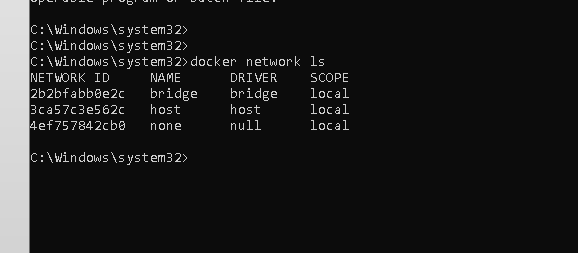 operable program or batch file.
C:\Windows\system32>
C:\Windows\system32>
C:\Windows\system32>docker network ls
NETWORK ID     NAME      DRIVER    SCOPE
2b2bfabb0e2c   bridge    bridge    local
3ca57c3e562c   host      host      local
4ef757842cb0   none      null      local
C:\Windows\system32>